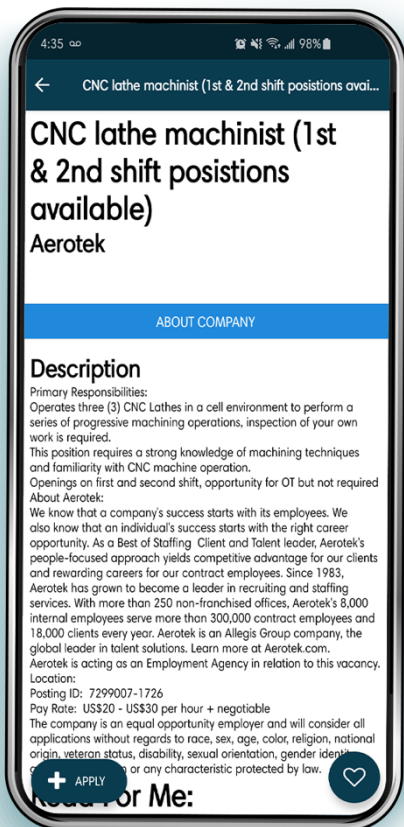 4:35
98%
CNC lathe machinist (1st & 2nd shift posistions avai...
CNC lathe machinist (1st
& 2nd shift posistions
available)
Aerotek
ABOUT COMPANY
Description
Primary Responsibilities:
Operates three (3) CNC Lathes in a cell environment to perform a
series of progressive machining operations, inspection of your own
work is required.
This position requires a strong knowledge of machining techniques
and familiarity with CNC machine operation.
Openings on first and second shift, opportunity for OT but not required
About Aerotek:
We know that a company's success starts with its employees. We
also know that an individual's success starts with the right career
opportunity. As a Best of Staffing Client and Talent leader, Aerotek's
people-focused approach yields competitive advantage for our clients
and rewarding careers for our contract employees. Since 1983,
Aerotek has grown to become a leader in recruiting and staffing
services. With more than 250 non-franchised offices, Aerotek's 8,000
internal employees serve more than 300,000 contract employees and
18,000 clients every year. Aerotek is an Allegis Group company, the
global leader in talent solutions. Learn more at Aerotek.com.
Aerotek is acting as an Employment Agency in relation to this vacancy.
Location:
Posting ID: 7299007-1726
Pay Rate: US$20 - US$30 per hour + negotiable
The company is an equal opportunity employer and will consider all
applications without regards to race, sex, age, color, religion, national
origin, veteran status, disability, sexual orientation, gender
or any characteristic protected by law.
APPLY
For Me: